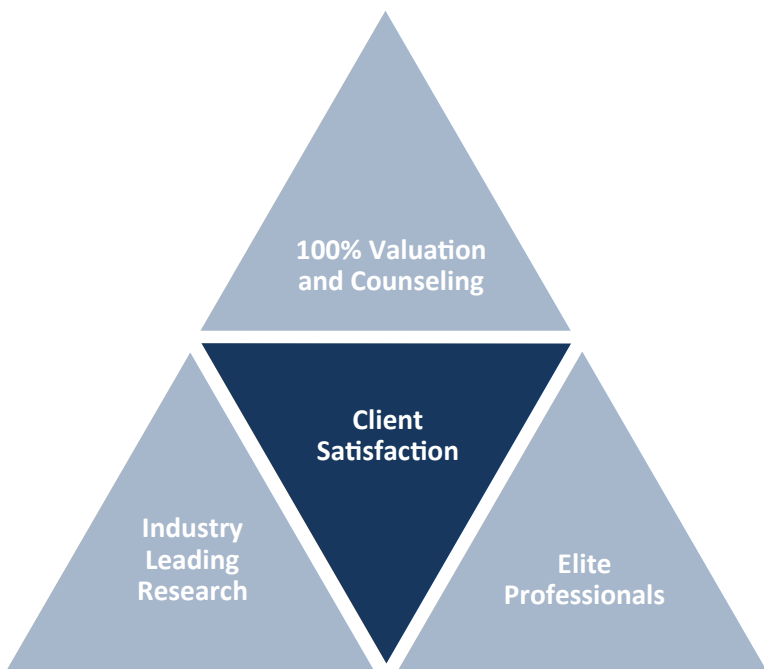 100% Valuation
and Counseling
Client
Satisfaction
Industry
Leading
Research
Elite
Professionals